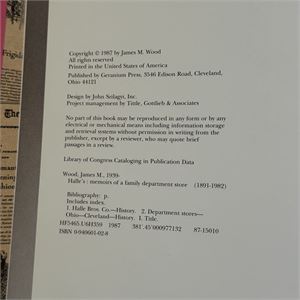 Copyright © 1987 by James M. Wood
All rights reserved
Printed in the United States of America
Published by Geranium Press, 3546 Edison Road, Cleveland,
Ohio 44121
Design by John Szilagyi, Inc.
Project management by Tittle, Gottlieb & Associates
No part of this book may be reproduced in any form or by any
electrical or mechanical means including information storage
and retrieval systems without permission in writing from the
publisher, except by a reviewer, who may quote brief
passages in a review.
Library of Congress Cataloging in Publication Data
Wood, James M., 1939-
Halle's : memoirs of a family department store (1891-1982)
Bibliography: p.
Includes index.
1. Halle Bros. Co.—History. 2. Department stores—
Ohio—Cleveland—History. I. Title.
HF5465.U6H359 1987 381'.45'000977132 87-15010
ISBN 0-949601-02-8
Frigid